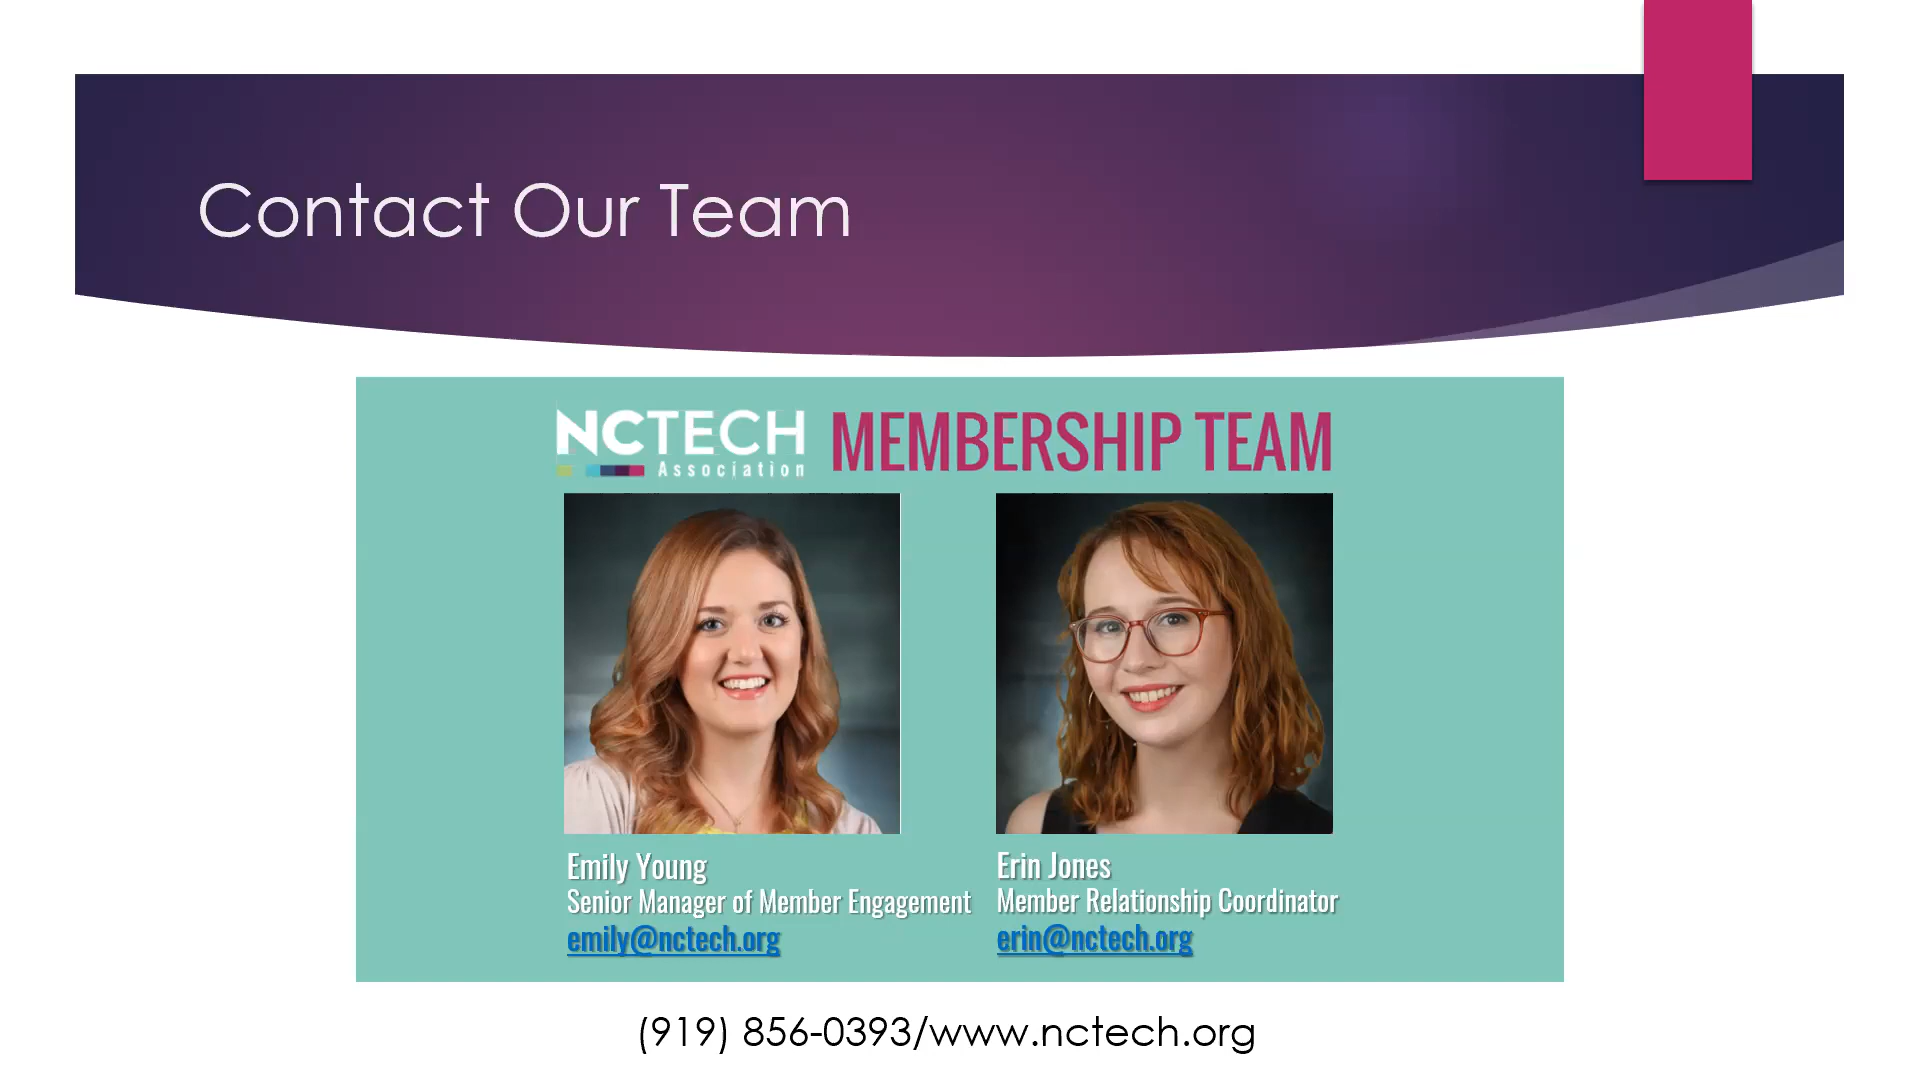 Contact Our Team
NCTECH MEMBERSHIP TEAM
Association
Emily Young
Senior Manager of Member Engagement
emily@nctech.org
Erin Jones
Member Relationship Coordinator
erin@nctech.org
(919) 856-0393/www.nctech.org